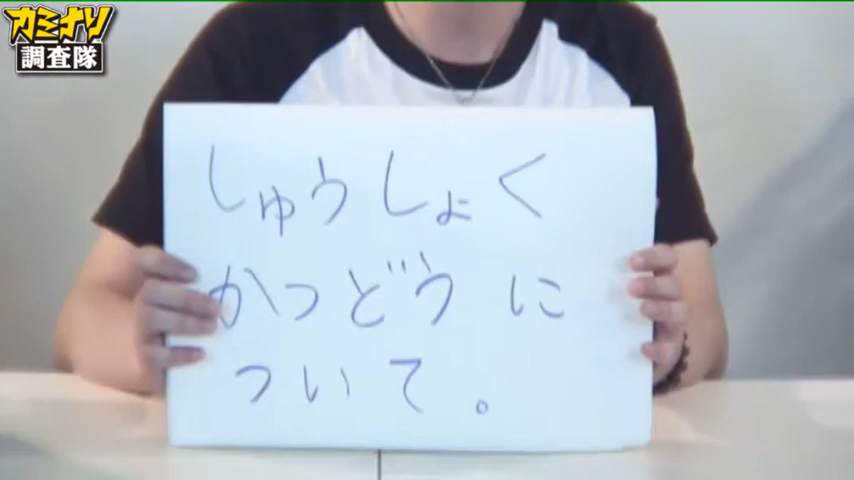 カミナリ
調査隊
しゅうしょく
かつどうに
ついて。